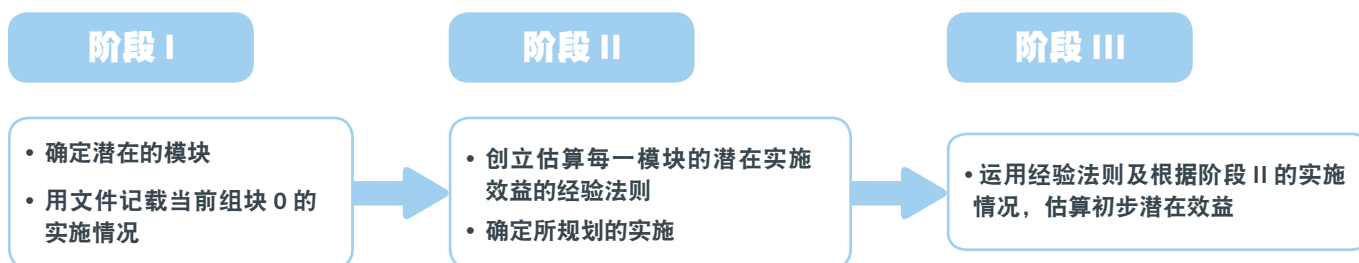 阶段 I
阶段 II
阶段 III
• 确定潜在的模块
• 用文件记载当前组块 0 的
实施情况
• 创立估算每一模块的潜在实施
效益的经验法则
• 确定所规划的实施
• 运用经验法则及根据阶段 II 的实施
情况，估算初步潜在效益